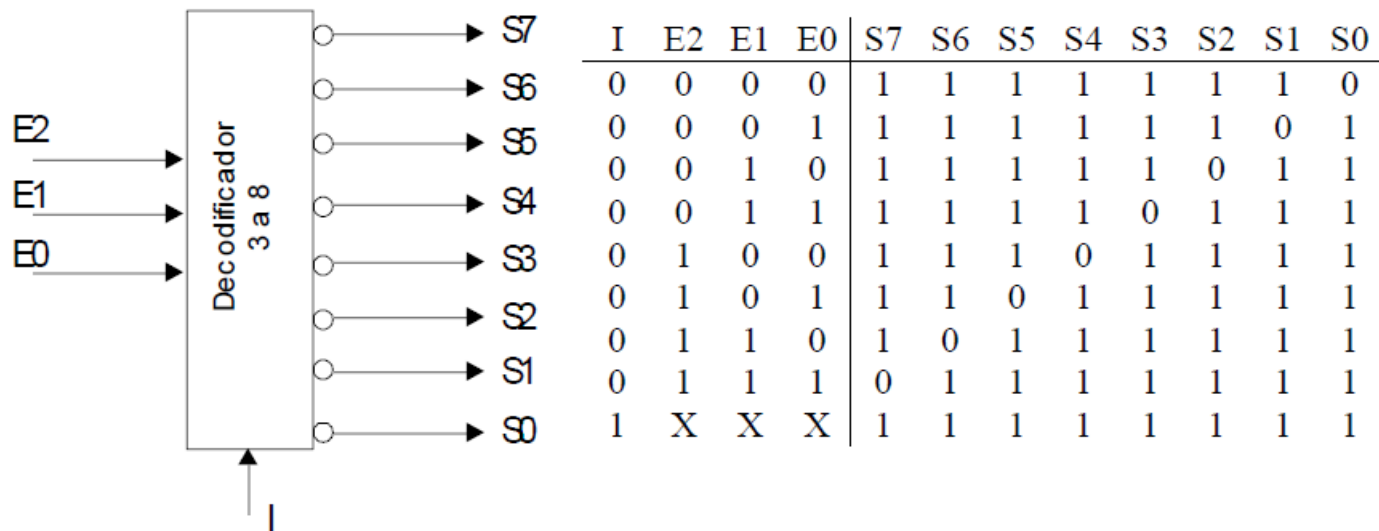 S7
S6
E2
S5
E1
S4
E0
S3
S2
S1
S0
Decodificador
3 a 8
I
I E2 E1 E0 S7 S6 S5 S4 S3 S2 S1 S0
0 0 0 0 1 1 1 1 1 1 1 0
0 0 0 1 1 1 1 1 1 1 0 1
0 0 1 0 1 1 1 1 1 0 1 1
0 0 1 1 1 1 1 1 0 1 1 1
0 1 0 0 1 1 1 0 1 1 1 1
0 1 0 1 1 1 0 1 1 1 1 1
0 1 1 0 1 0 1 1 1 1 1 1
0 1 1 1 0 1 1 1 1 1 1 1
1 X X X 1 1 1 1 1 1 1 1